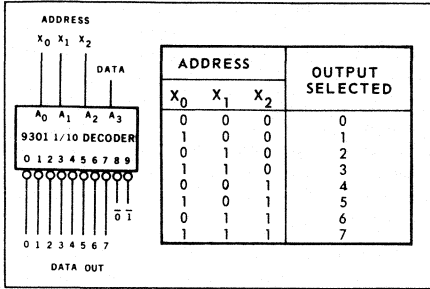 ADDRESS
X0 X1 X2
DATA
A0 A1 A2 A3
9301 1/10 DECODER
0 1 2 3 4 5 6 7 8 9
0̅ 1̅
0 1 2 3 4 5 6 7
DATA OUT
ADDRESS OUTPUT SELECTED
X0 X1 X2
0 0 0 0
1 0 0 1
0 1 0 2
1 1 0 3
0 0 1 4
1 0 1 5
0 1 1 6
1 1 1 7